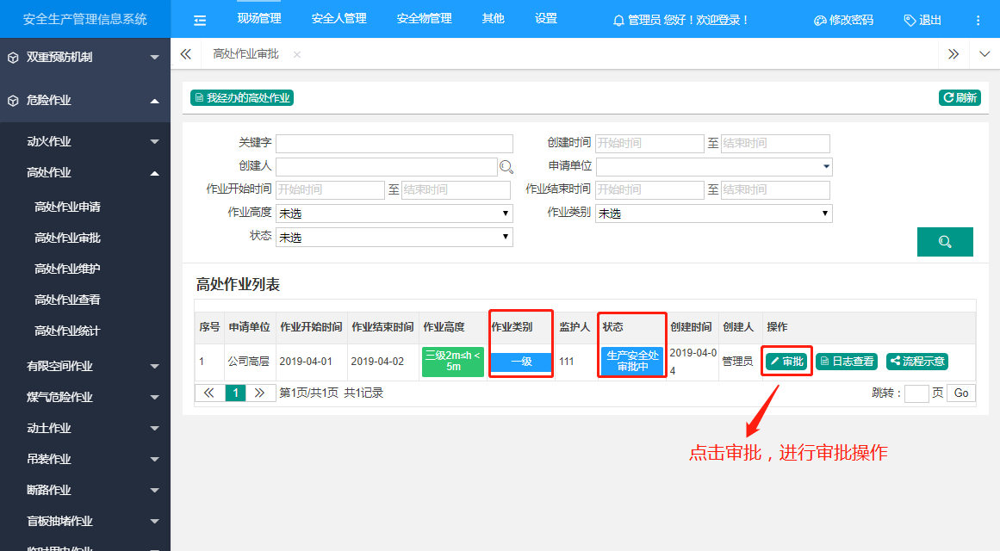 安全生产管理信息系统
现场管理 安全人管理 安全物管理 其他 设置 管理员 您好！欢迎登录！ 修改密码 退出
双重预防机制
危险作业
动火作业
高处作业
高处作业申请
高处作业审批
高处作业维护
高处作业查看
高处作业统计
有限空间作业
煤气危险作业
动土作业
吊装作业
断路作业
盲板抽堵作业
临时用电作业
高处作业审批
我经办的高处作业 刷新
关键字 创建时间 开始时间 至 结束时间
创建人 申请单位
作业开始时间 开始时间 至 结束时间 作业结束时间 开始时间 至 结束时间
作业高度 未选 作业类别 未选
状态 未选
高处作业列表
序号 申请单位 作业开始时间 作业结束时间 作业高度 作业类别 监护人 状态 创建时间 创建人 操作
1 公司高层 2019-04-01 2019-04-02 三级2m≤h＜5m 一级 111 生产安全处审批中 2019-04-04 管理员 审批 日志查看 流程示意
1 第1页/共1页 共1记录 跳转： 页 Go
点击审批，进行审批操作